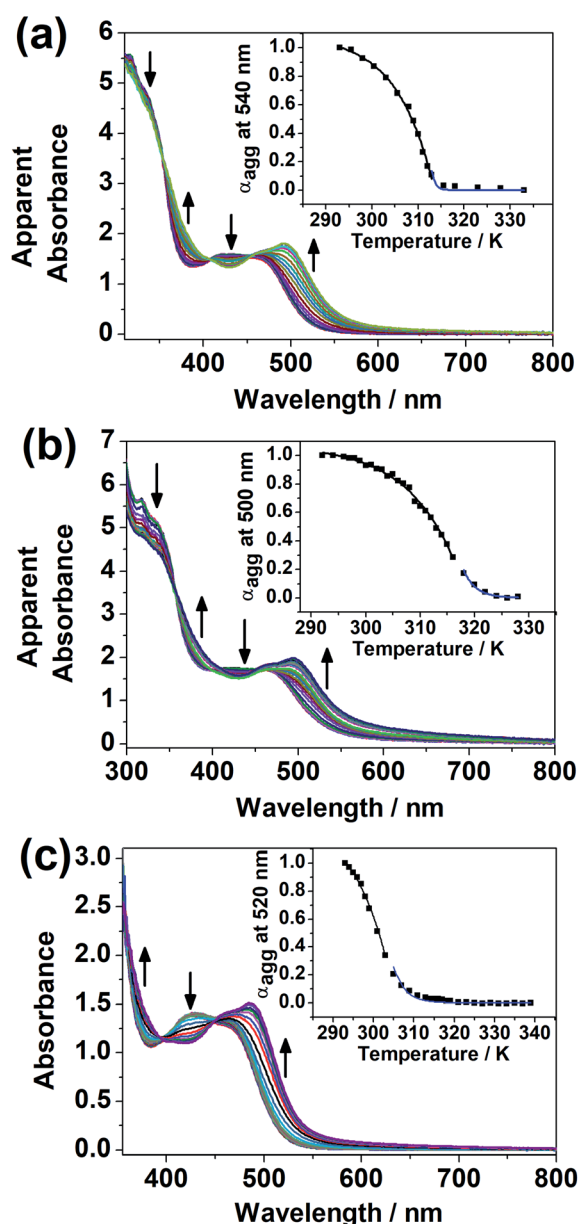 (a)
6
5
4
3
2
1
0
Apparent
Absorbance
400 500 600 700 800
Wavelength / nm
1.0
0.8
0.6
0.4
0.2
0.0
αagg at 540 nm
290 300 310 320 330
Temperature / K
(b)
7
6
5
4
3
2
1
0
Apparent
Absorbance
300 400 500 600 700 800
Wavelength / nm
1.0
0.8
0.6
0.4
0.2
0.0
αagg at 500 nm
290 300 310 320 330
Temperature / K
(c)
3.0
2.5
2.0
1.5
1.0
0.5
0.0
Absorbance
400 500 600 700 800
Wavelength / nm
1.0
0.8
0.6
0.4
0.2
0.0
αagg at 520 nm
290 300 310 320 330 340
Temperature / K